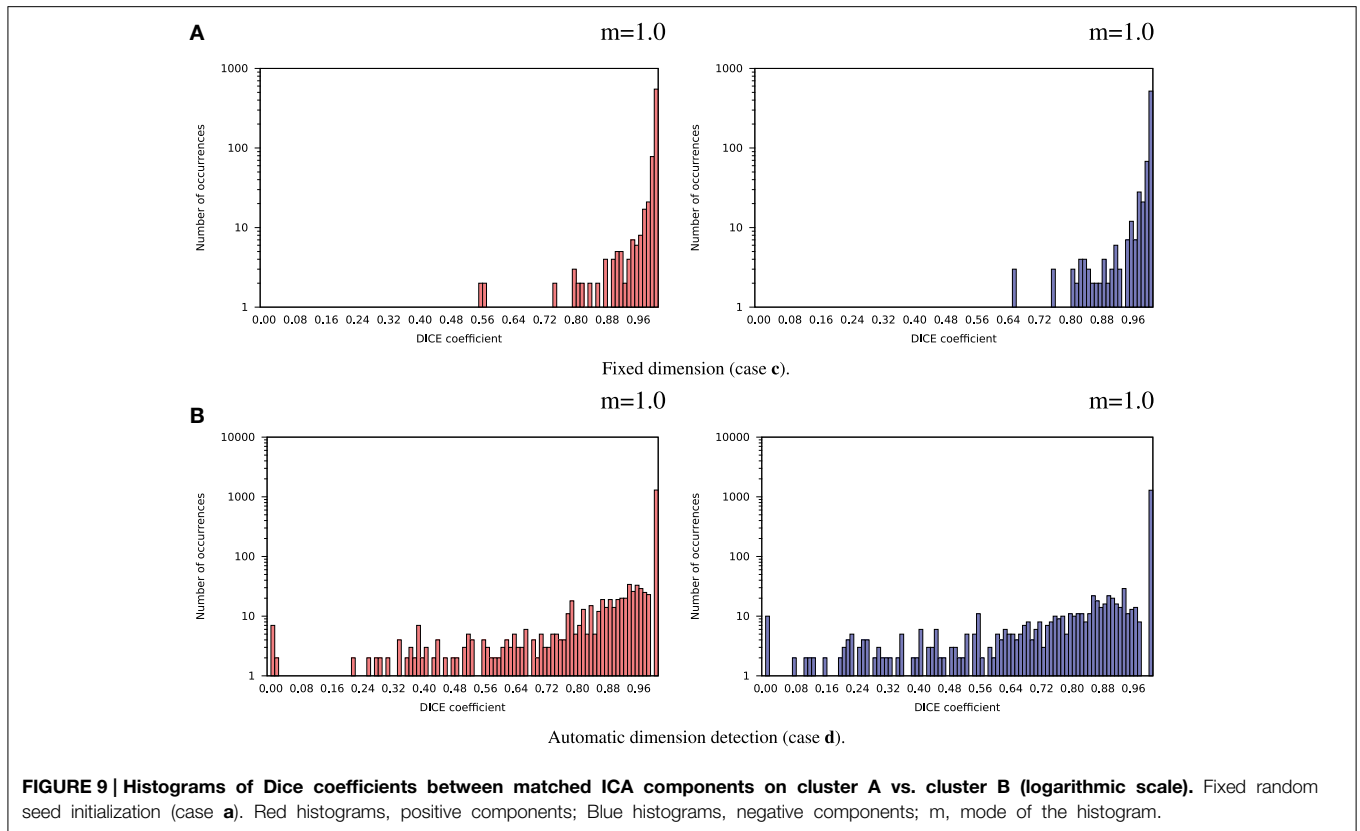 A
m=1.0
m=1.0
1000
100
10
1
Number of occurrences
0.00 0.08 0.16 0.24 0.32 0.40 0.48 0.56 0.64 0.72 0.80 0.88 0.96
DICE coefficient
1000
100
10
1
Number of occurrences
0.00 0.08 0.16 0.24 0.32 0.40 0.48 0.56 0.64 0.72 0.80 0.88 0.96
DICE coefficient
Fixed dimension (case c).
B
m=1.0
m=1.0
10000
1000
100
10
1
Number of occurrences
0.00 0.08 0.16 0.24 0.32 0.40 0.48 0.56 0.64 0.72 0.80 0.88 0.96
DICE coefficient
10000
1000
100
10
1
Number of occurrences
0.00 0.08 0.16 0.24 0.32 0.40 0.48 0.56 0.64 0.72 0.80 0.88 0.96
DICE coefficient
Automatic dimension detection (case d).
FIGURE 9 | Histograms of Dice coefficients between matched ICA components on cluster A vs. cluster B (logarithmic scale). Fixed random
seed initialization (case a). Red histograms, positive components; Blue histograms, negative components; m, mode of the histogram.